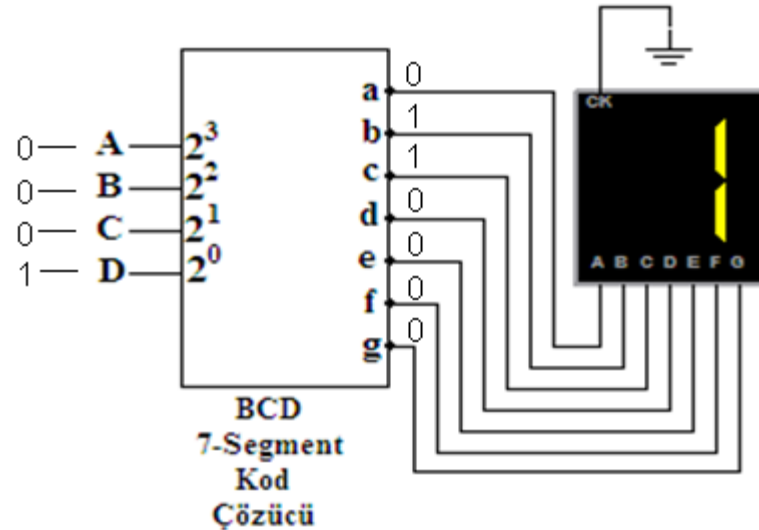 0 A 2³
0 B 2²
0 C 2¹
1 D 2⁰
a 0
b 1
c 1
d 0
e 0
f 0
g 0
BCD
7-Segment
Kod
Çözücü
CK
1
A B C D E F G